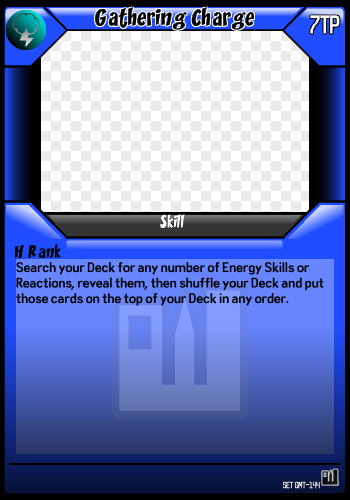 Gathering Charge
7TP
Skill
H Rank
Search your Deck for any number of Energy Skills or
Reactions, reveal them, then shuffle your Deck and put
those cards on the top of your Deck in any order.
SET GMT-144